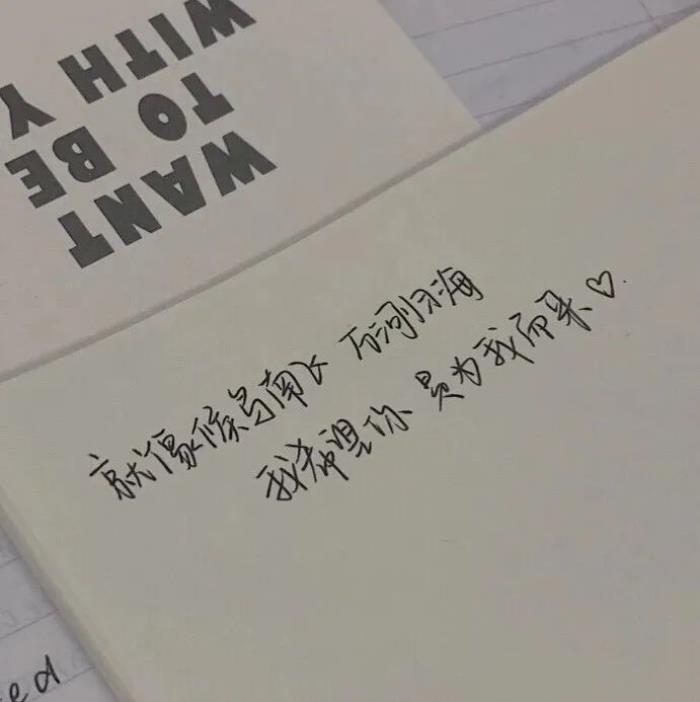 WANT
TO BE
WITH Y
就像候鸟南飞 万河归海
我希望你 是为我而来♡
ed